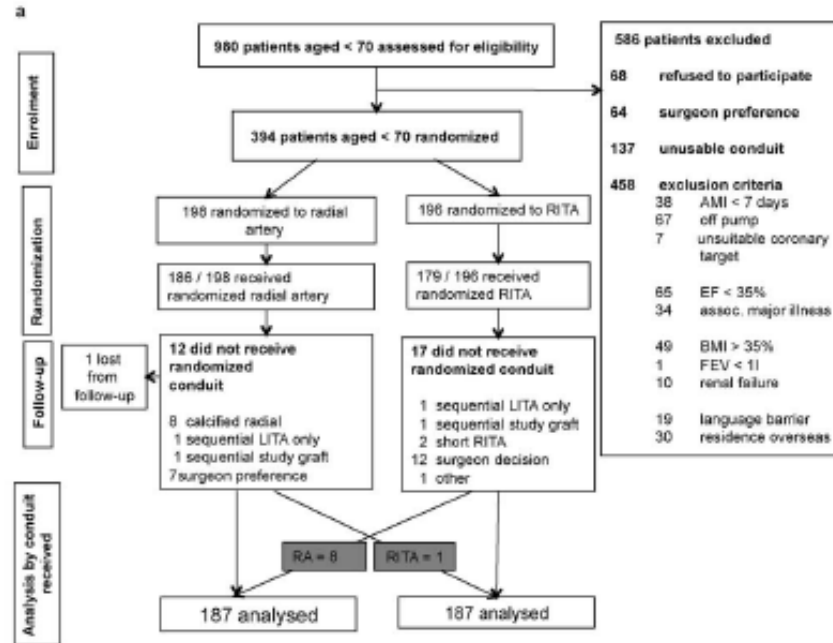 a
980 patients aged < 70 assessed for eligibility
Enrolment
394 patients aged < 70 randomized
586 patients excluded
68 refused to participate
64 surgeon preference
137 unusable conduit
458 exclusion criteria
38 AMI < 7 days
67 off pump
7 unsuitable coronary
target
65 EF < 35%
34 assoc. major illness
49 BMI > 35%
1 FEV < 1l
10 renal failure
19 language barrier
30 residence overseas
Randomization
198 randomized to radial
artery
196 randomized to RITA
186 / 198 received
randomized radial artery
179 / 196 received
randomized RITA
Follow-up
1 lost
from
follow-up
12 did not receive
randomized
conduit
8 calcified radial
1 sequential LITA only
1 sequential study graft
7surgeon preference
17 did not receive
randomized conduit
1 sequential LITA only
1 sequential study graft
2 short RITA
12 surgeon decision
1 other
Analysis by conduit
received
RA = 8
RITA = 1
187 analysed
187 analysed